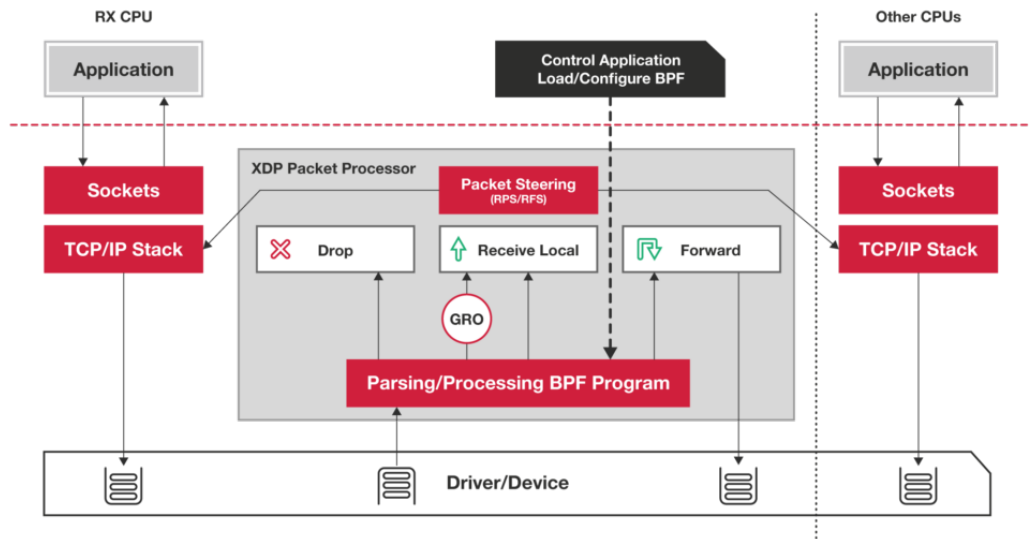 RX CPU
Other CPUs
Application
Control Application
Load/Configure BPF
Application
XDP Packet Processor
Sockets
Packet Steering
(RPS/RFS)
Sockets
TCP/IP Stack
Drop
Receive Local
Forward
TCP/IP Stack
GRO
Parsing/Processing BPF Program
Driver/Device